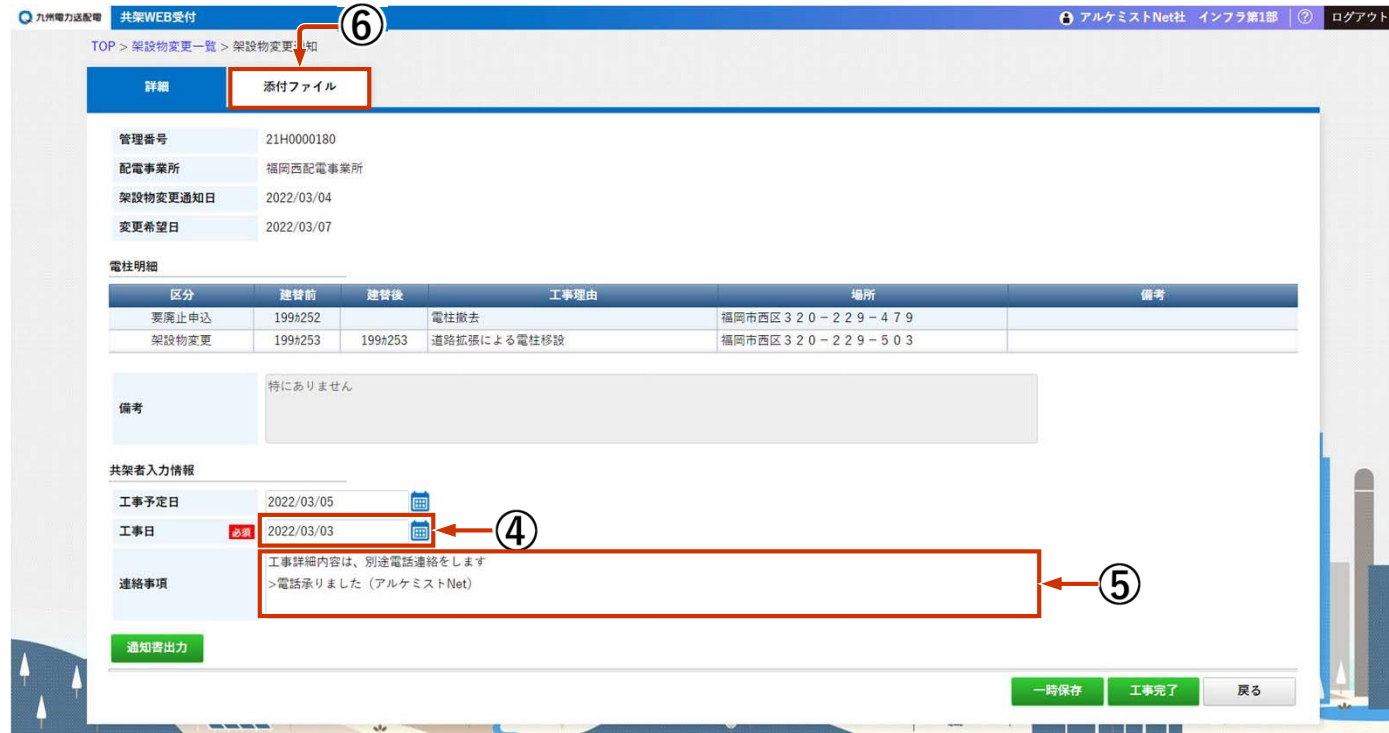 九州電力送配電 共架WEB受付 ⑥ アルケミストNet社 インフラ第1部 ? ログアウト
TOP > 架設物変更一覧 > 架設物変更通知
詳細 添付ファイル
管理番号 21H0000180
配電事業所 福岡西配電事業所
架設物変更通知日 2022/03/04
変更希望日 2022/03/07
電柱明細
区分 建替前 建替後 工事理由 場所 備考
要廃止申込 199ｶ252 電柱撤去 福岡市西区３２０－２２９－４７９
架設物変更 199ｶ253 199ｶ253 道路拡張による電柱移設 福岡市西区３２０－２２９－５０３
備考 特にありません
共架者入力情報
工事予定日 2022/03/05
工事日 必須 2022/03/03 ④
連絡事項 工事詳細内容は、別途電話連絡をします
>電話承りました（アルケミストNet） ⑤
通知書出力
一時保存 工事完了 戻る